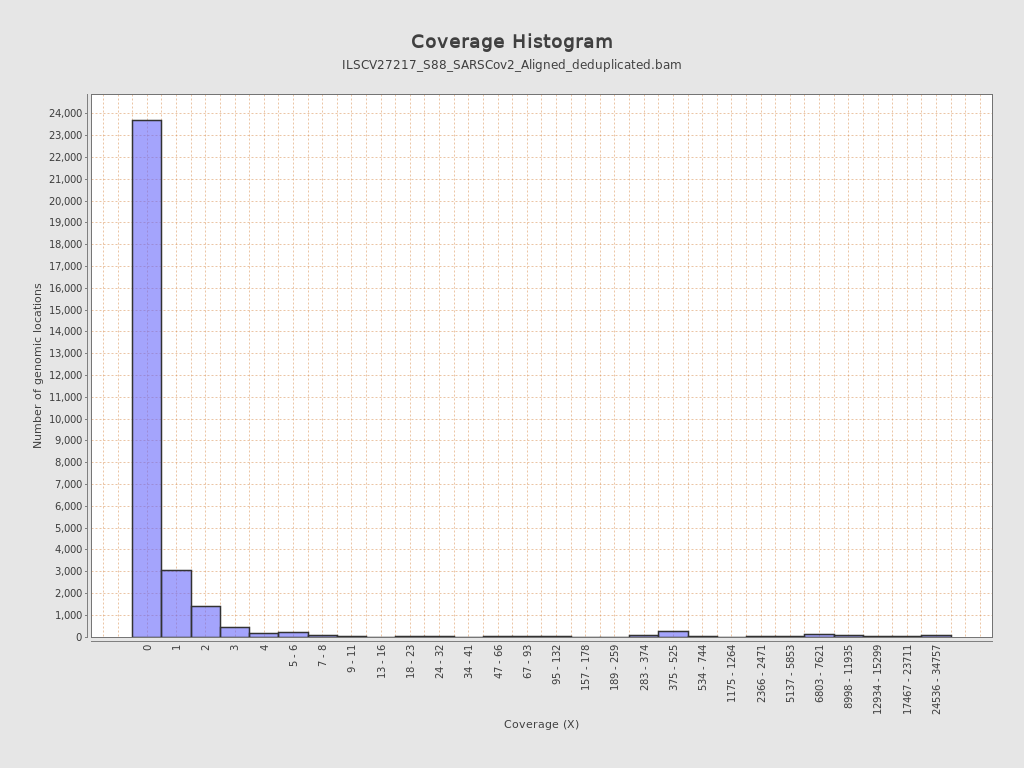 Coverage Histogram
ILSCV27217_S88_SARSCov2_Aligned_deduplicated.bam
Number of genomic locations
24,000
23,000
22,000
21,000
20,000
19,000
18,000
17,000
16,000
15,000
14,000
13,000
12,000
11,000
10,000
9,000
8,000
7,000
6,000
5,000
4,000
3,000
2,000
1,000
0
0
1
2
3
4
5 - 6
7 - 8
9 - 11
13 - 16
18 - 23
24 - 32
34 - 41
47 - 66
67 - 93
95 - 132
157 - 178
189 - 259
283 - 374
375 - 525
534 - 744
1175 - 1264
2366 - 2471
5137 - 5853
6803 - 7621
8998 - 11935
12934 - 15299
17467 - 23711
24536 - 34757
Coverage (X)